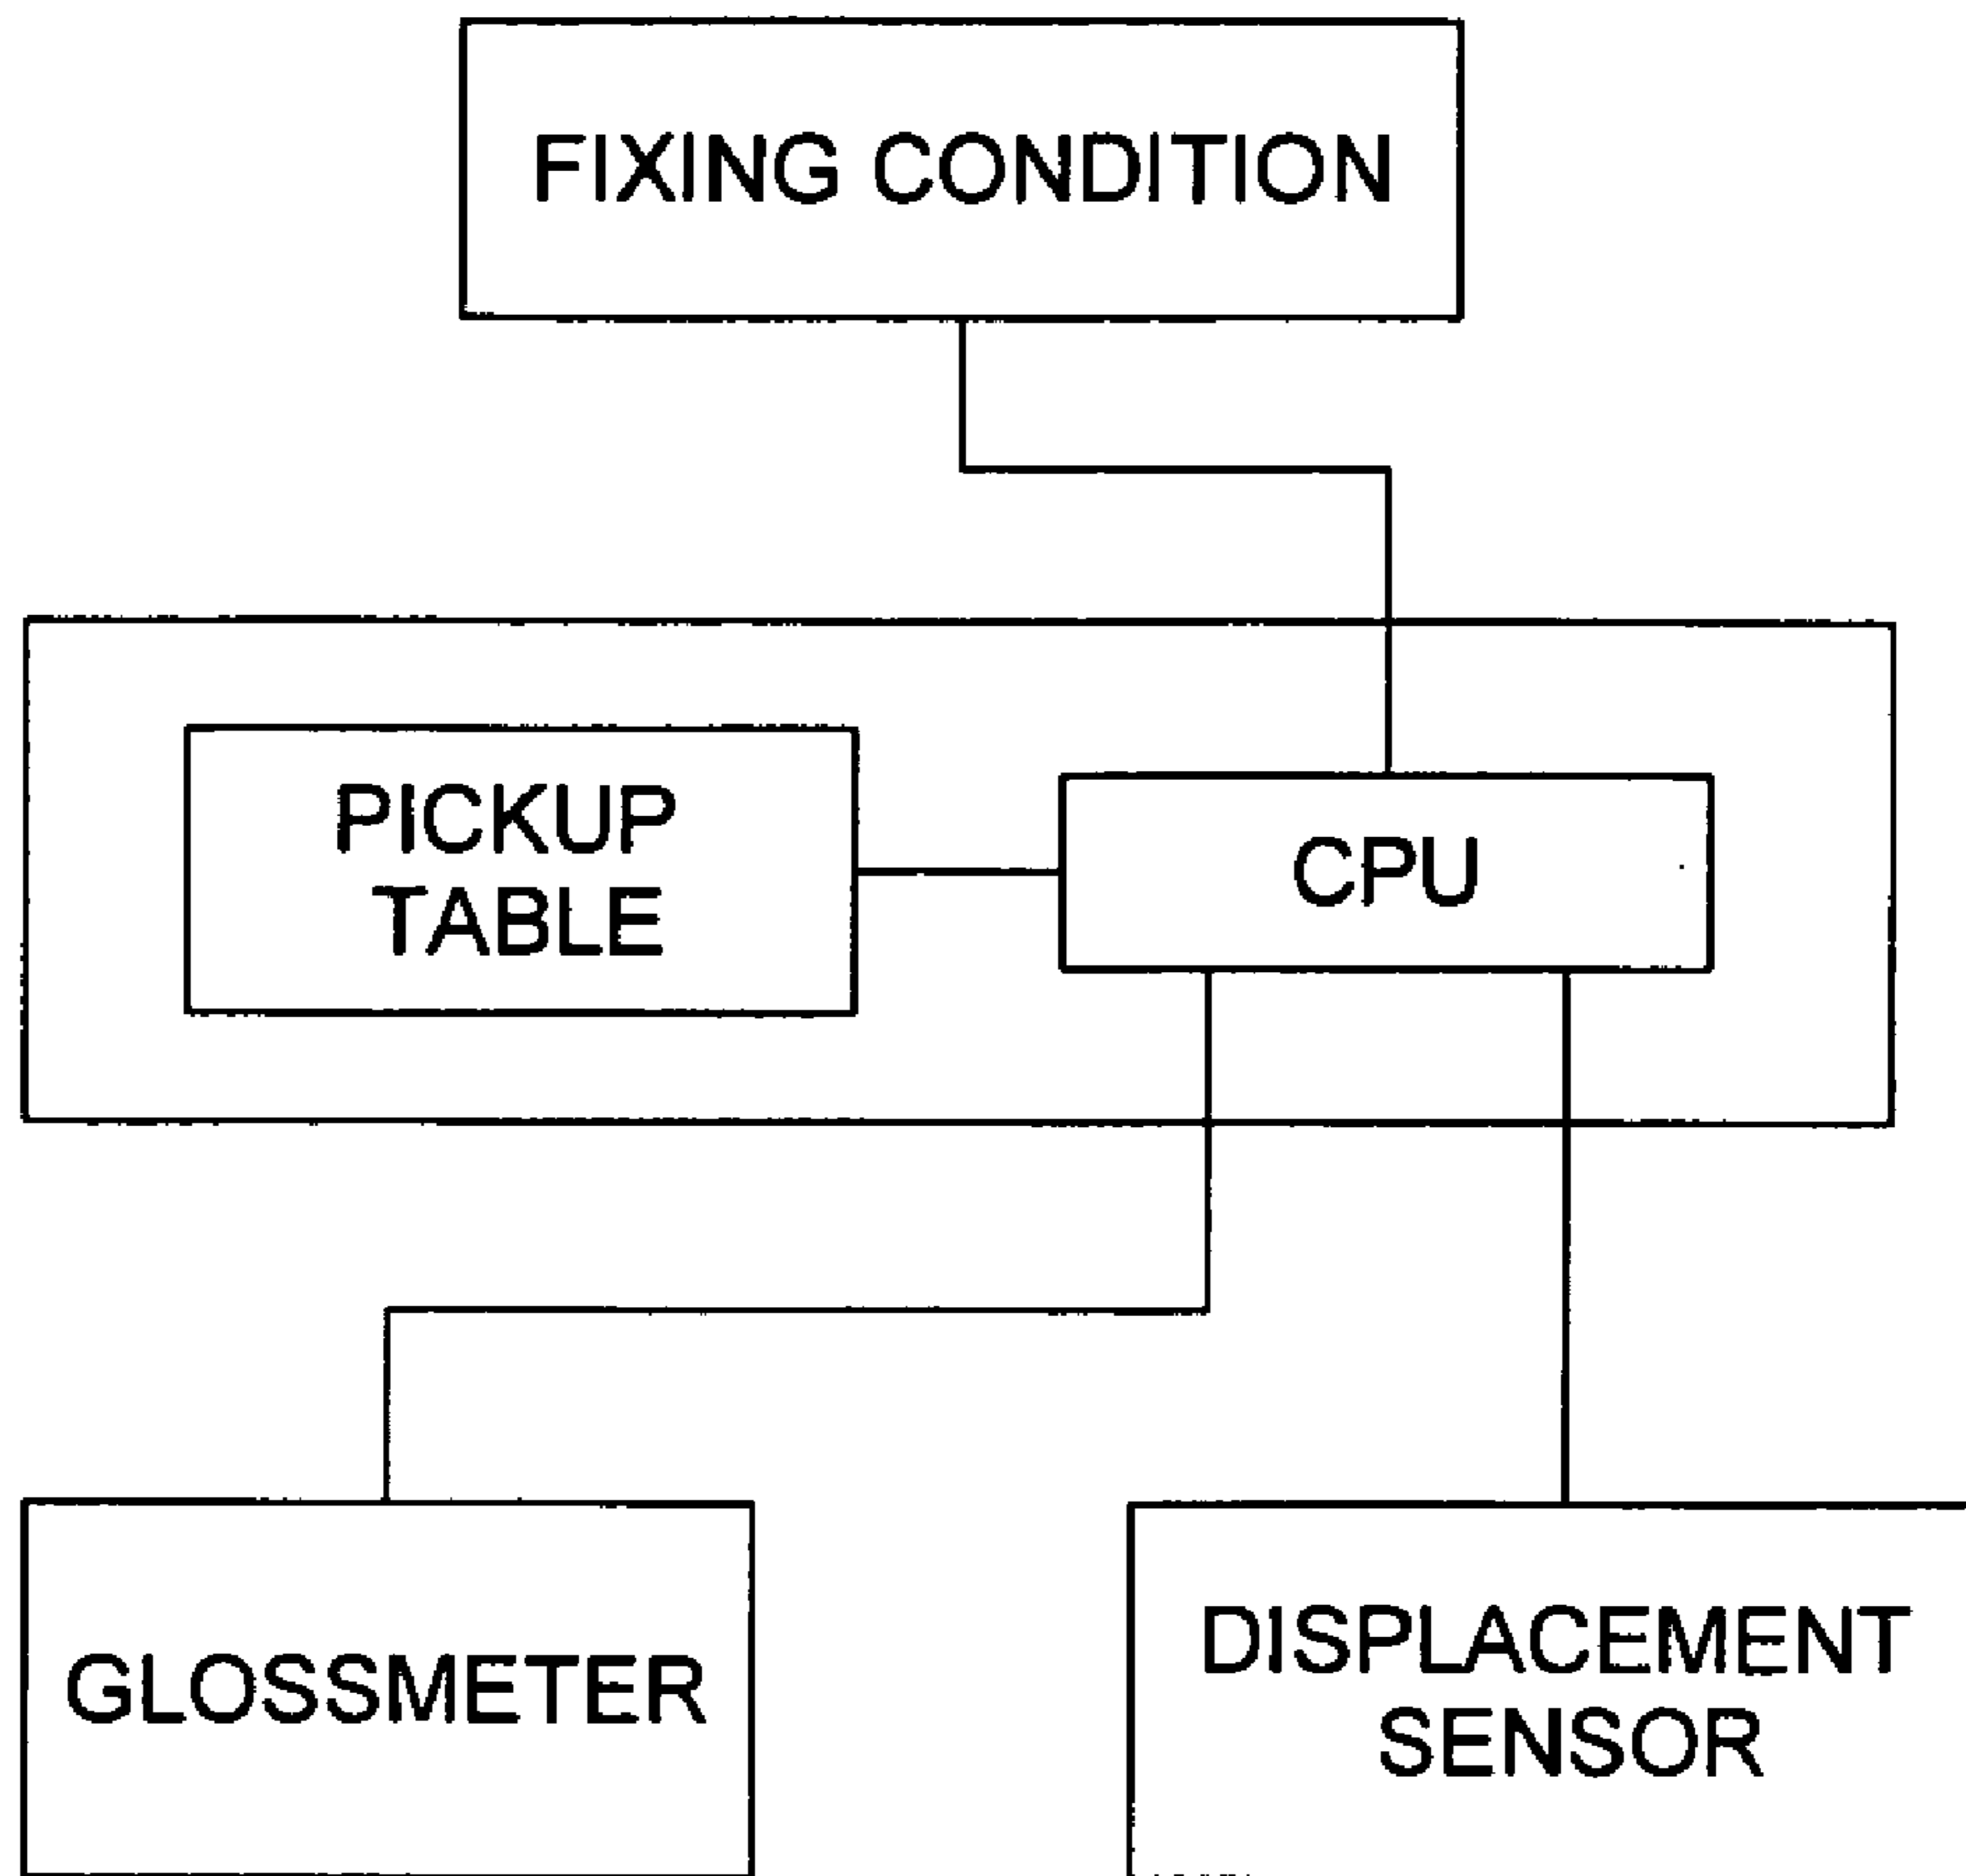 FIXING CONDITION
PICKUP
TABLE
CPU
GLOSSMETER
DISPLACEMENT
SENSOR